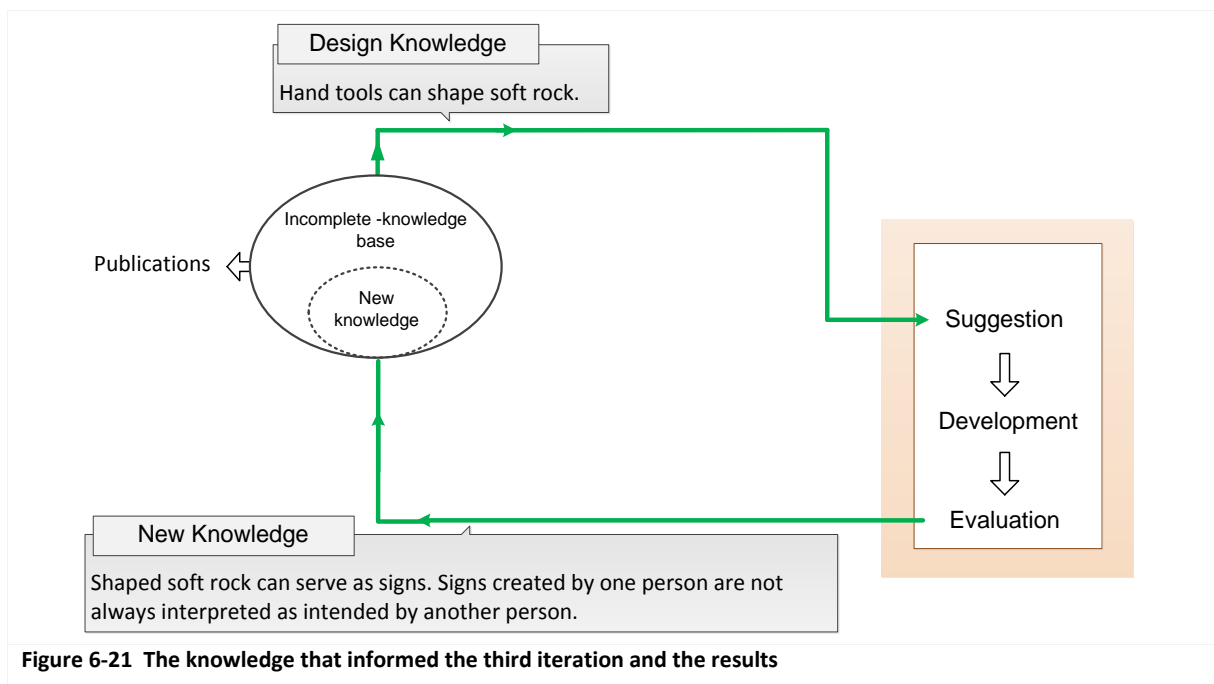 Design Knowledge
Hand tools can shape soft rock.
Incomplete -knowledge
base
New
knowledge
Publications
Suggestion
Development
Evaluation
New Knowledge
Shaped soft rock can serve as signs. Signs created by one person are not
always interpreted as intended by another person.
Figure 6-21 The knowledge that informed the third iteration and the results